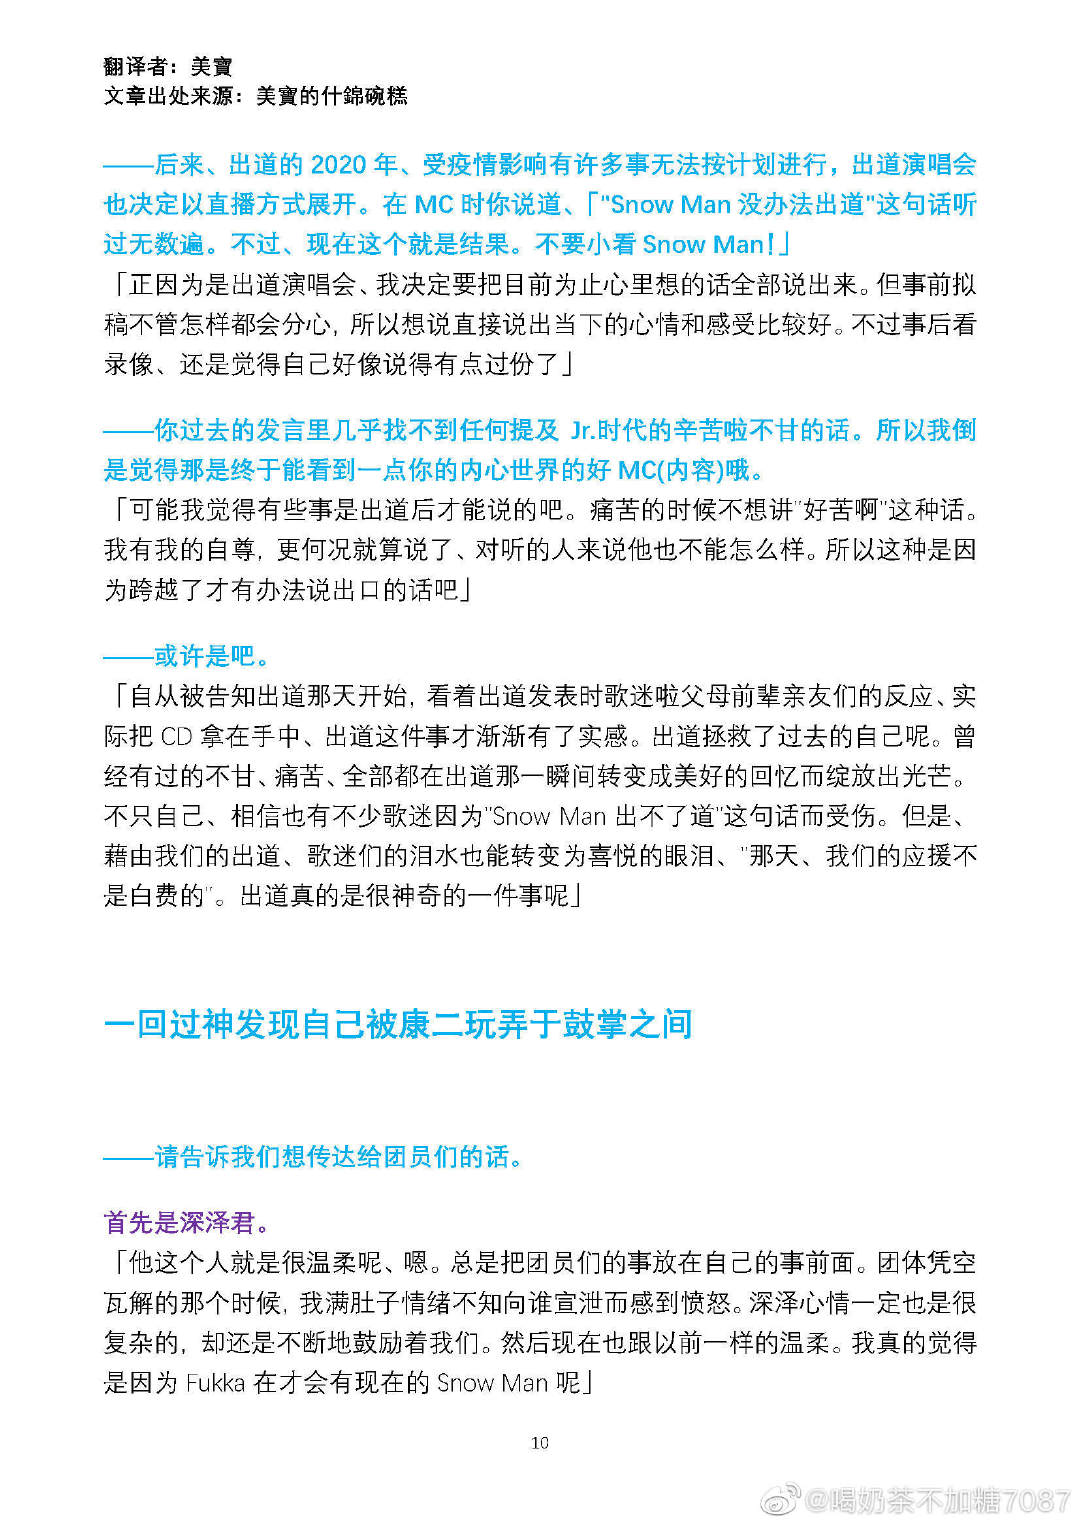 翻译者：美寶
文章出处来源：美寶的什錦碗糕
——后来、出道的 2020 年、受疫情影响有许多事无法按计划进行，出道演唱会
也决定以直播方式展开。在 MC 时你说道、「"Snow Man 没办法出道"这句话听
过无数遍。不过、现在这个就是结果。不要小看 Snow Man！」
「正因为是出道演唱会、我决定要把目前为止心里想的话全部说出来。但事前拟
稿不管怎样都会分心，所以想说直接说出当下的心情和感受比较好。不过事后看
录像、还是觉得自己好像说得有点过份了」
——你过去的发言里几乎找不到任何提及 Jr.时代的辛苦啦不甘的话。所以我倒
是觉得那是终于能看到一点你的内心世界的好 MC(内容)哦。
「可能我觉得有些事是出道后才能说的吧。痛苦的时候不想讲"好苦啊"这种话。
我有我的自尊，更何况就算说了、对听的人来说他也不能怎么样。所以这种是因
为跨越了才有办法说出口的话吧」
——或许是吧。
「自从被告知出道那天开始，看着出道发表时歌迷啦父母前辈亲友们的反应、实
际把 CD 拿在手中、出道这件事才渐渐有了实感。出道拯救了过去的自己呢。曾
经有过的不甘、痛苦、全部都在出道那一瞬间转变成美好的回忆而绽放出光芒。
不只自己、相信也有不少歌迷因为"Snow Man 出不了道"这句话而受伤。但是、
藉由我们的出道、歌迷们的泪水也能转变为喜悦的眼泪、"那天、我们的应援不
是白费的"。出道真的是很神奇的一件事呢」
一回过神发现自己被康二玩弄于鼓掌之间
——请告诉我们想传达给团员们的话。
首先是深泽君。
「他这个人就是很温柔呢、嗯。总是把团员们的事放在自己的事前面。团体凭空
瓦解的那个时候，我满肚子情绪不知向谁宣泄而感到愤怒。深泽心情一定也是很
复杂的，却还是不断地鼓励着我们。然后现在也跟以前一样的温柔。我真的觉得
是因为 Fukka 在才会有现在的 Snow Man 呢」
10
@喝奶茶不加糖7087